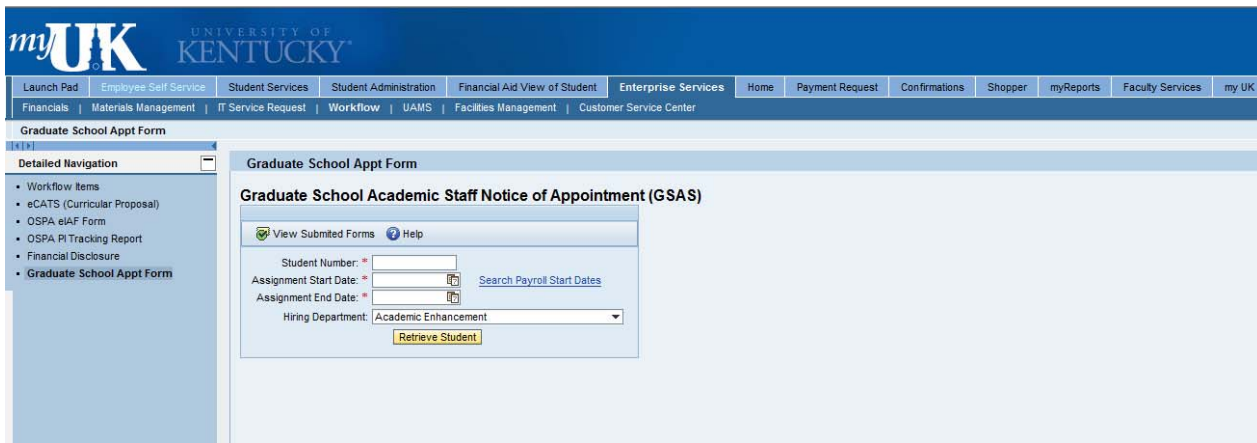 myUK UNIVERSITY OF
KENTUCKY
Launch Pad Employee Self Service Student Services Student Administration Financial Aid View of Student Enterprise Services Home Payment Request Confirmations Shopper myReports Faculty Services my UK
Financials | Materials Management | IT Service Request | Workflow | UAMS | Facilities Management | Customer Service Center
Graduate School Appt Form
Detailed Navigation
Graduate School Appt Form
• Workflow Items
• eCATS (Curricular Proposal)
• OSPA eIAF Form
• OSPA PI Tracking Report
• Financial Disclosure
• Graduate School Appt Form
Graduate School Academic Staff Notice of Appointment (GSAS)
View Submited Forms Help
Student Number: *
Assignment Start Date: * Search Payroll Start Dates
Assignment End Date: *
Hiring Department: Academic Enhancement
Retrieve Student